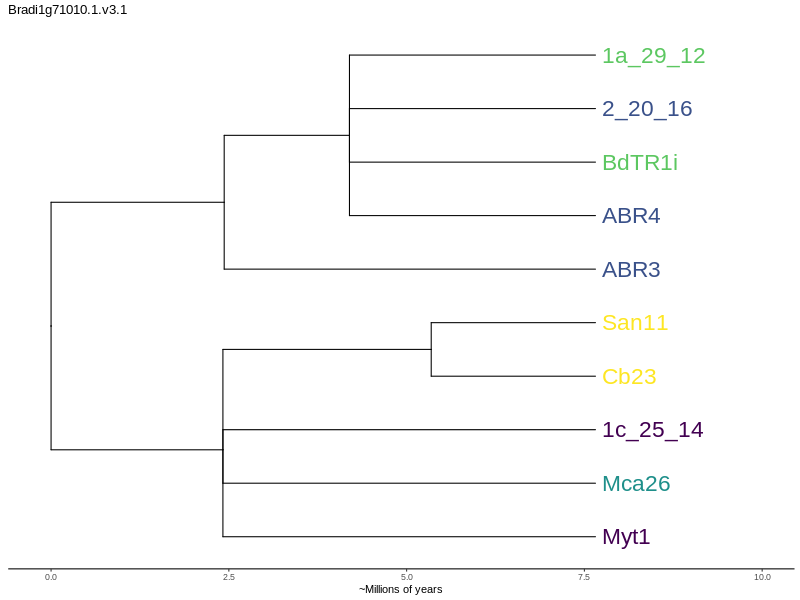 Bradi1g71010.1.v3.1
1a_29_12
2_20_16
BdTR1i
ABR4
ABR3
San11
Cb23
1c_25_14
Mca26
Myt1
0.0 2.5 5.0 7.5 10.0
~Millions of years